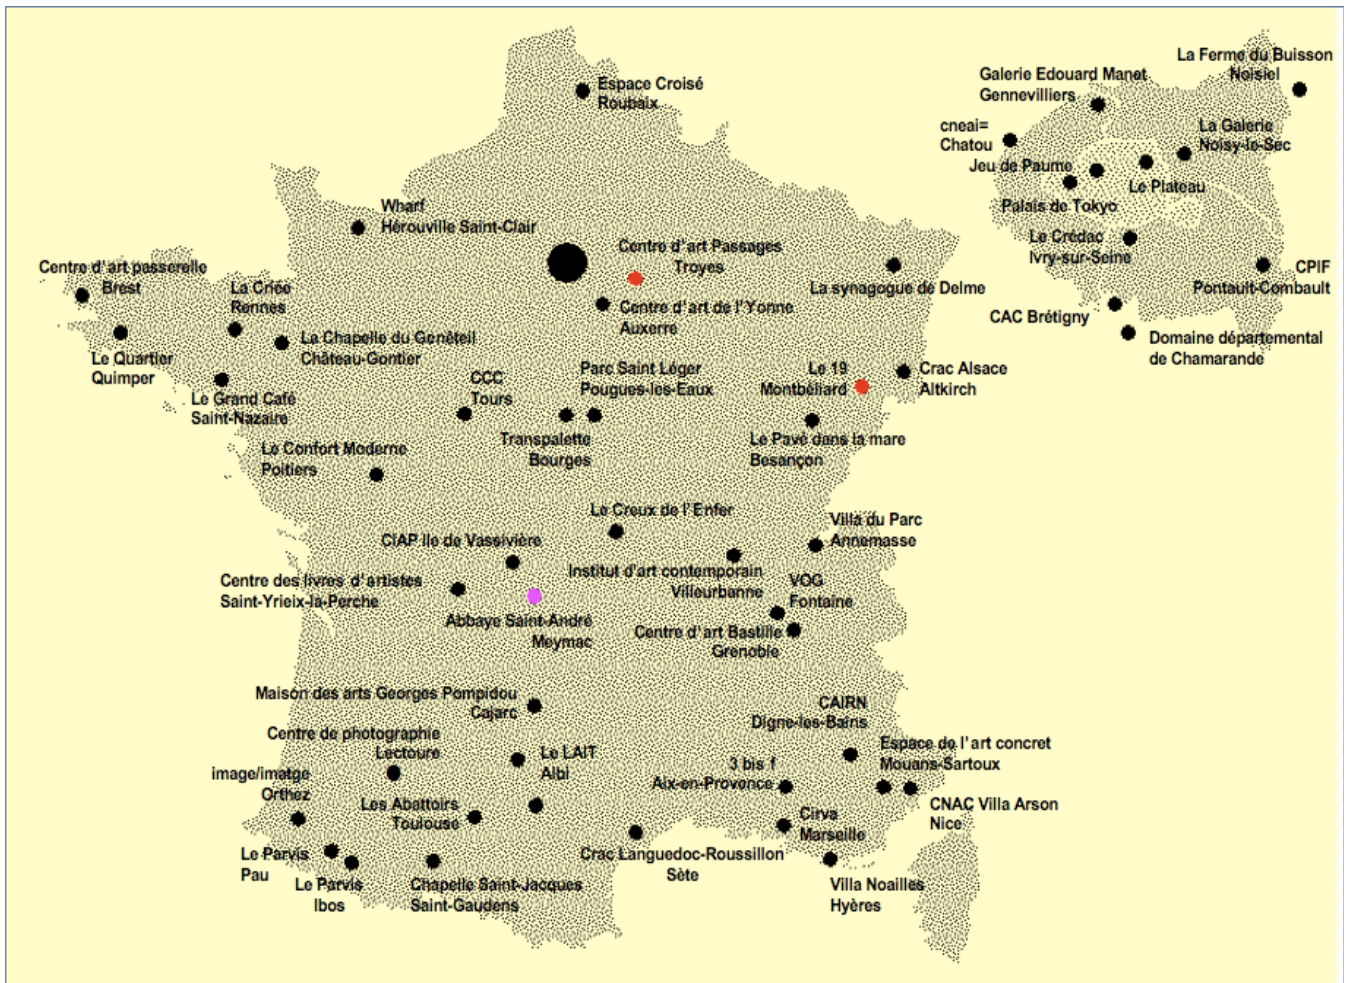 Espace Croisé
Roubaix
Wharf
Hérouville Saint-Clair
Centre d'art passerelle
Brest
La Criée
Rennes
Le Quartier
Quimper
La Chapelle du Genêteil
Château-Gontier
Le Grand Café
Saint-Nazaire
Centre d'art Passages
Troyes
Centre d'art de l'Yonne
Auxerre
La synagogue de Delme
CCC
Tours
Parc Saint Léger
Pougues-les-Eaux
Transpalette
Bourges
Le 19
Montbéliard
Crac Alsace
Altkirch
Le Pavé dans la mare
Besançon
Le Confort Moderne
Poitiers
Le Creux de l'Enfer
CIAP Ile de Vassivière
Villa du Parc
Annemasse
Centre des livres d'artistes
Saint-Yrieix-la-Perche
Institut d'art contemporain
Villeurbanne
VOG
Fontaine
Abbaye Saint-André
Meymac
Centre d'art Bastille
Grenoble
Maison des arts Georges Pompidou
Cajarc
CAIRN
Digne-les-Bains
Centre de photographie
Lectoure
Le LAIT
Albi
Espace de l'art concret
Mouans-Sartoux
3 bis f
Aix-en-Provence
image/imatge
Orthez
Les Abattoirs
Toulouse
Cirva
Marseille
CNAC Villa Arson
Nice
Le Parvis
Pau
Le Parvis
Ibos
Chapelle Saint-Jacques
Saint-Gaudens
Crac Languedoc-Roussillon
Sète
Villa Noailles
Hyères
La Ferme du Buisson
Noisiel
Galerie Edouard Manet
Gennevilliers
cneai=
Chatou
La Galerie
Noisy-le-Sec
Jeu de Paume
Le Plateau
Palais de Tokyo
Le Crédac
Ivry-sur-Seine
CPIF
Pontault-Combault
CAC Brétigny
Domaine départemental
de Chamarande